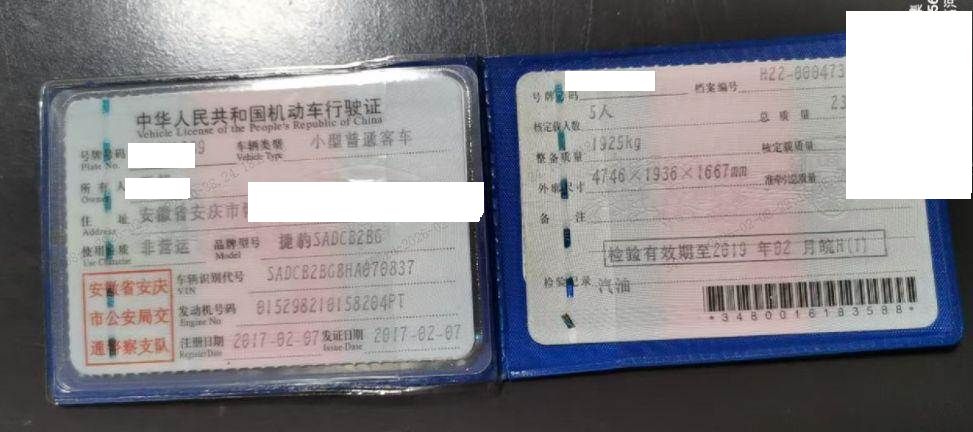 中华人民共和国机动车行驶证
Vehicle License of the People's Republic of China
号牌号码 9 车辆类型 小型普通客车
Plate No. Vehicle Type
所有人
Owner
住 址 安徽省安庆市
Address
使用性质 非营运 品牌型号 捷豹SADCB2BG
Use Character Model
车辆识别代号 SADCB2BG8HA070837
VIN
发动机号码 015298210158204PT
Engine No.
注册日期 2017-02-07 发证日期 2017-02-07
Register Date Issue Date
安徽省安庆
市公安局交
通警察支队
号牌号码 档案编号 H22-000473
核定载人数 5人 总质量 23
整备质量 1925kg 核定载质量
外廓尺寸 4746×1936×1667mm 准牵引总质量
备 注
检验有效期至2019 年02 月皖H(1)
检验记录 汽油
*3480016183588*